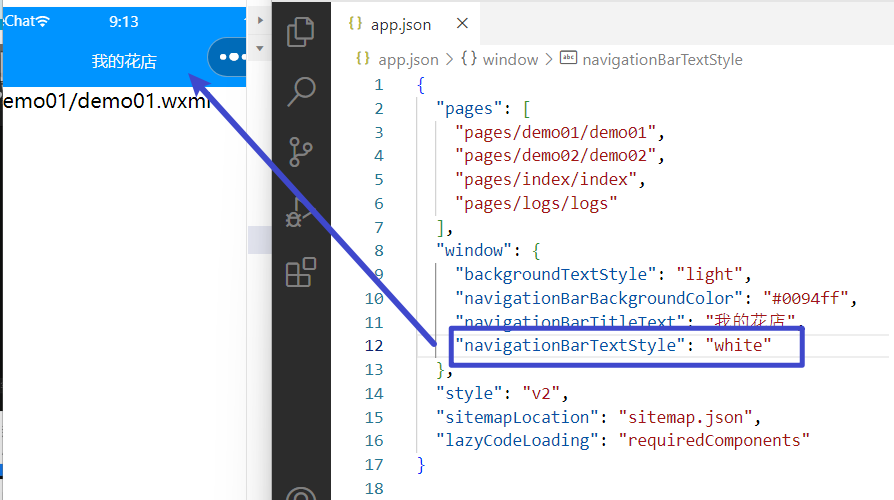 eChat
9:13
我的花店
emo01/demo01.wxml
{} app.json ×
{} app.json > {} window > abc navigationBarTextStyle
1 {
2 "pages": [
3 "pages/demo01/demo01",
4 "pages/demo02/demo02",
5 "pages/index/index",
6 "pages/logs/logs"
7 ],
8 "window": {
9 "backgroundTextStyle": "light",
10 "navigationBarBackgroundColor": "#0094ff",
11 "navigationBarTitleText": "我的花店",
12 "navigationBarTextStyle": "white"
13 },
14 "style": "v2",
15 "sitemapLocation": "sitemap.json",
16 "lazyCodeLoading": "requiredComponents"
17 }
18